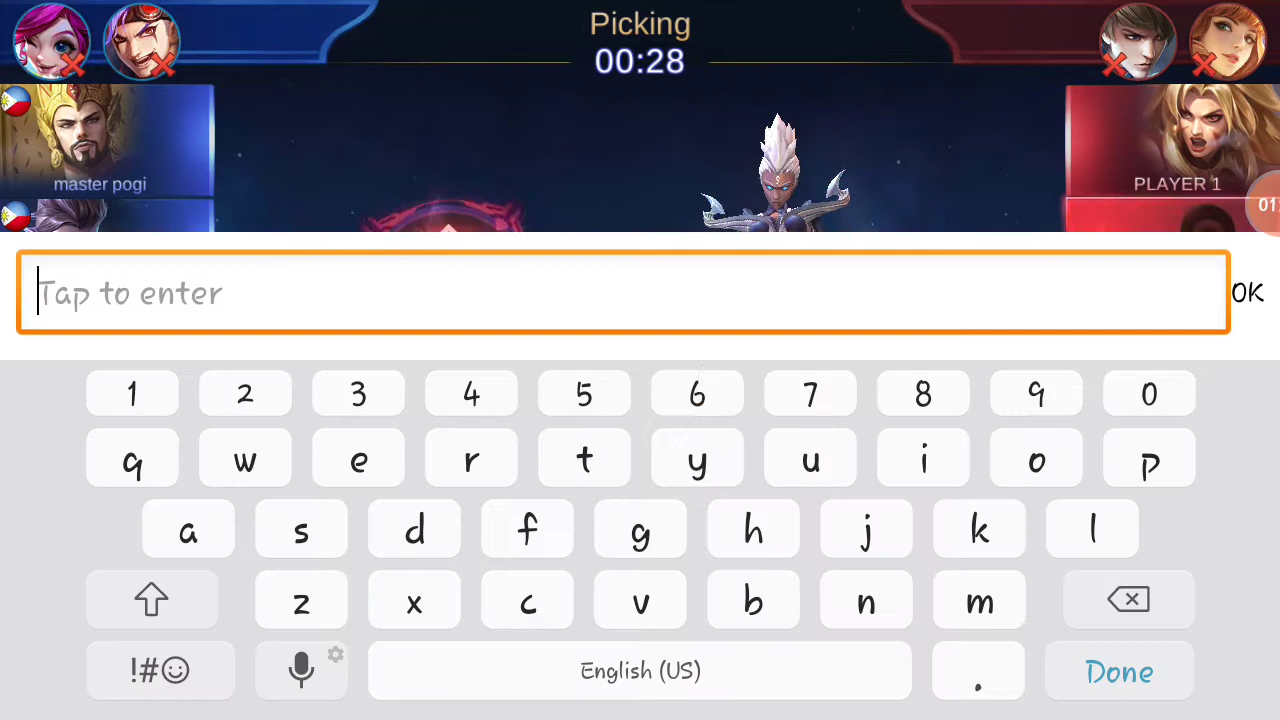 Picking
00:28
master pogi
PLAYER 1
01
Tap to enter
OK
1 2 3 4 5 6 7 8 9 0
q w e r t y u i o p
a s d f g h j k l
z x c v b n m
!#☺ English (US) . Done